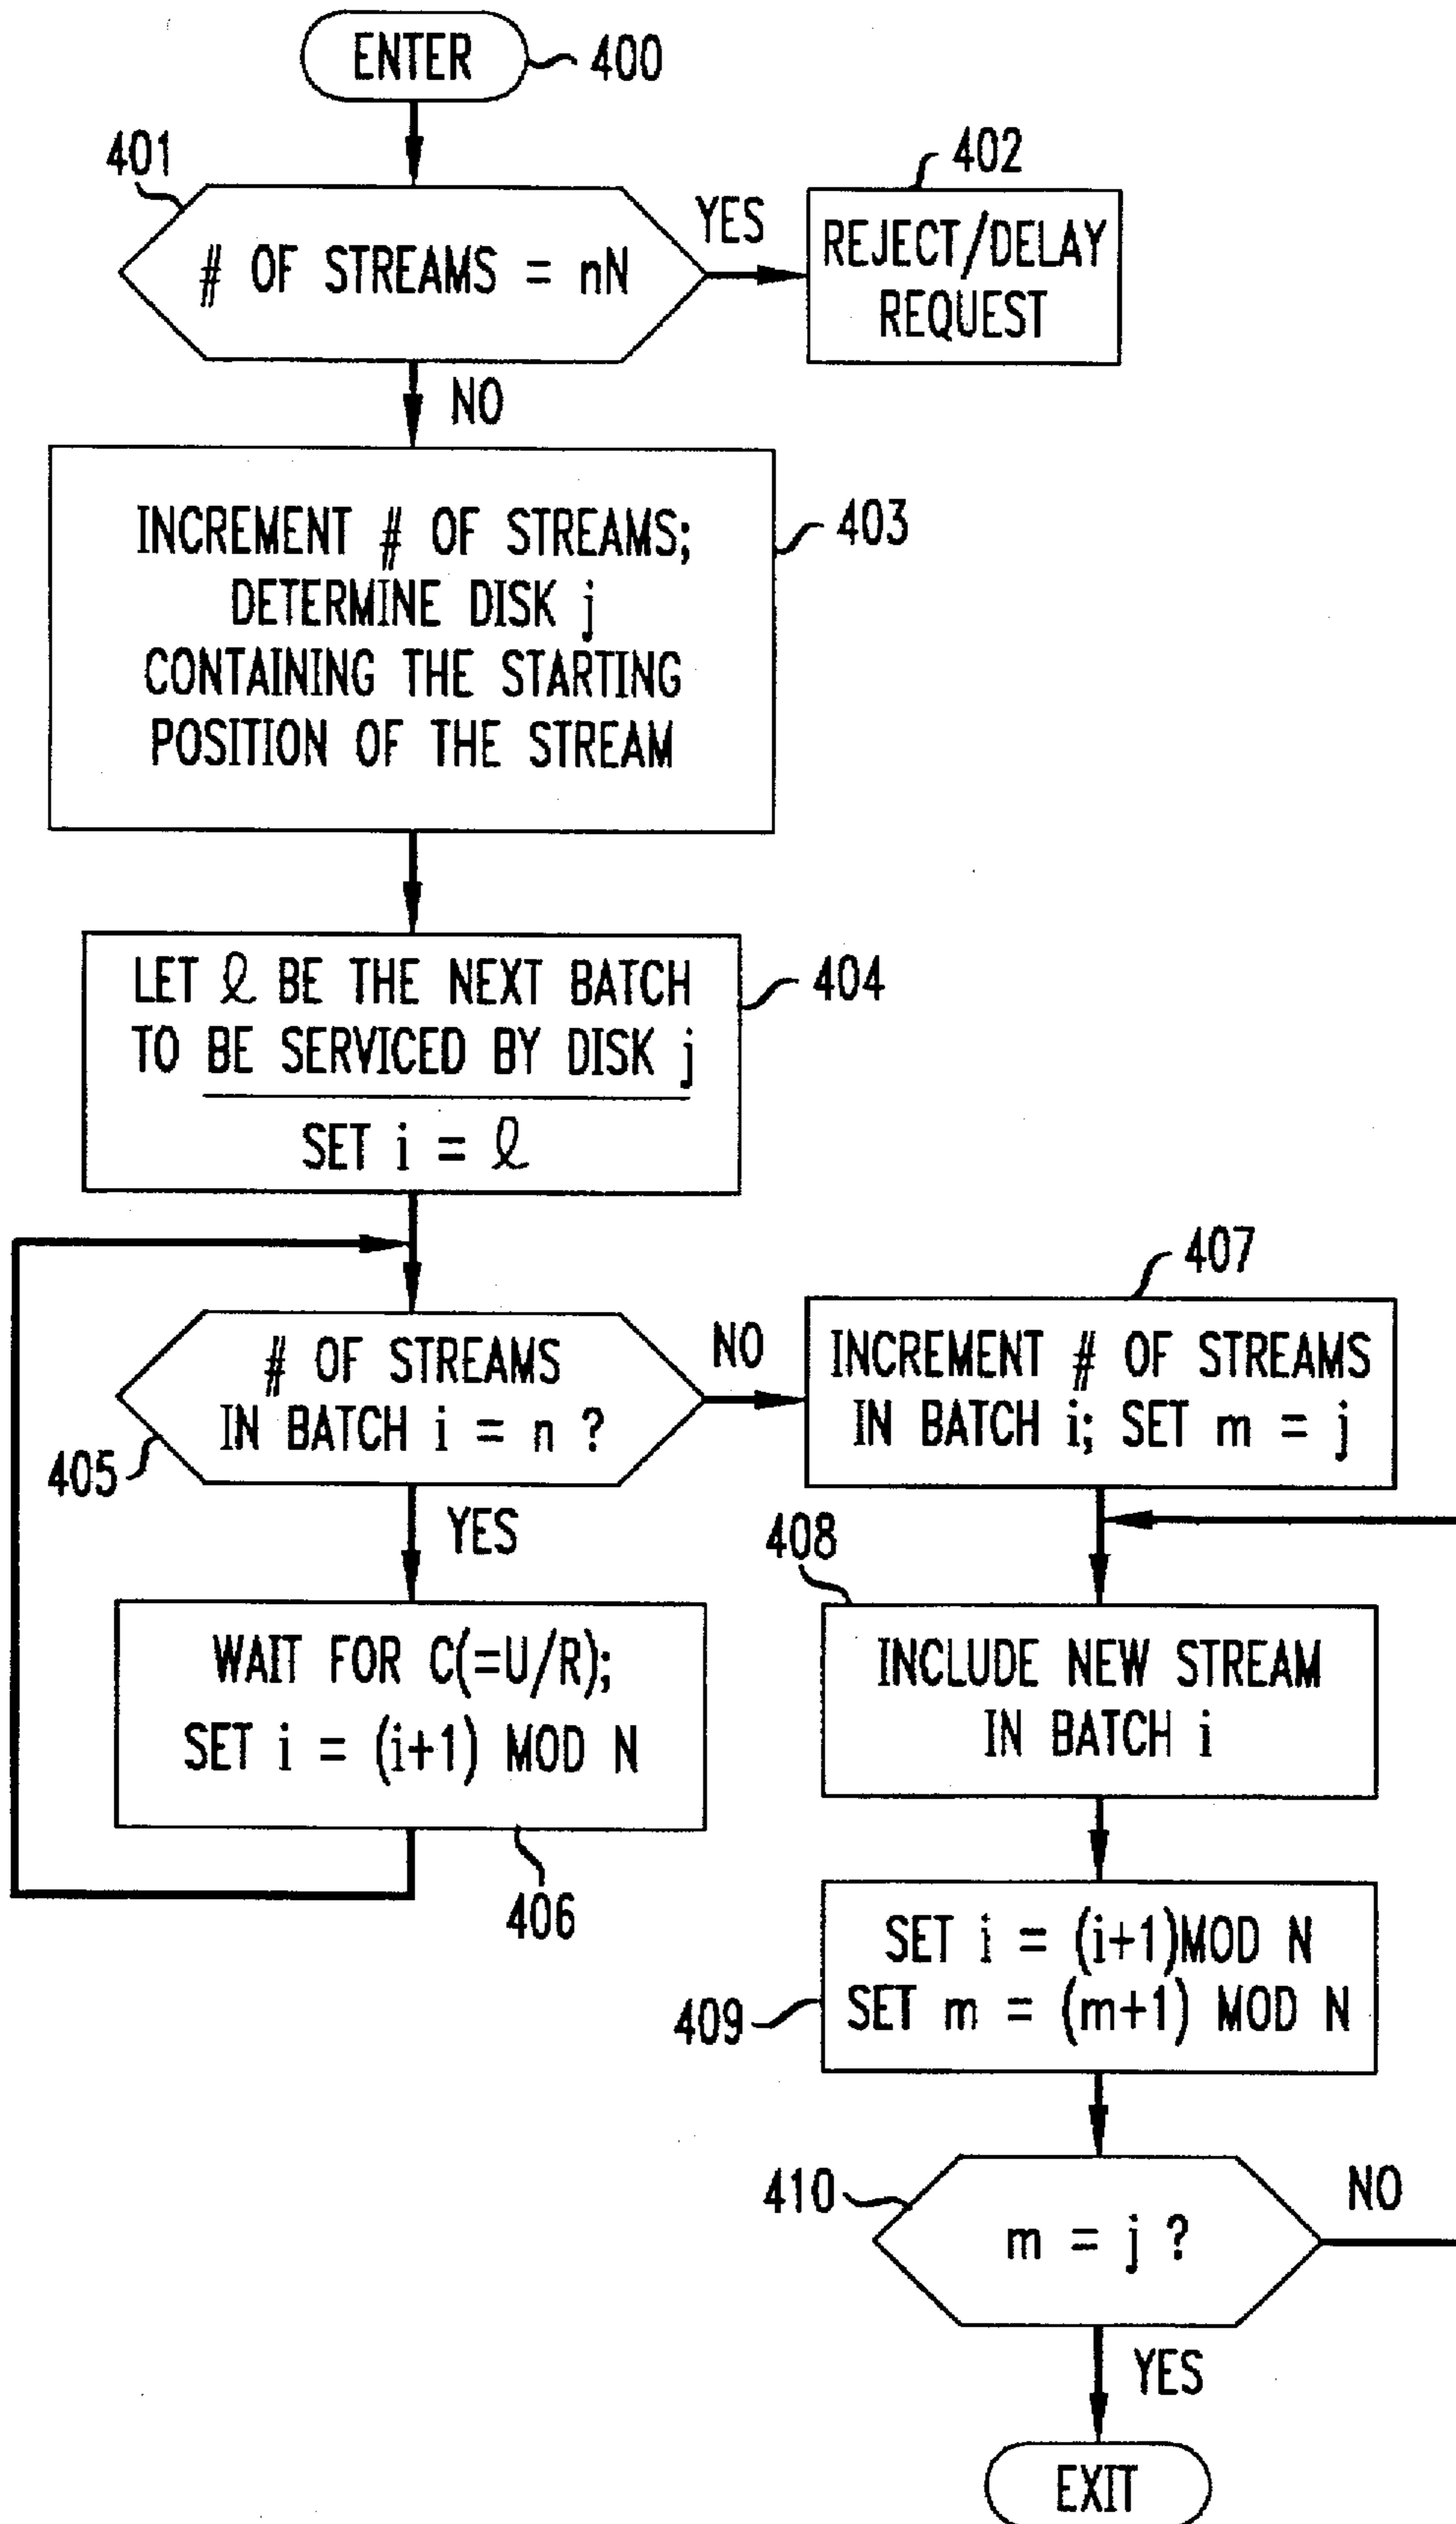 ENTER
400
401
# OF STREAMS = nN
YES
402
REJECT/DELAY
REQUEST
NO
INCREMENT # OF STREAMS;
DETERMINE DISK j
CONTAINING THE STARTING
POSITION OF THE STREAM
403
LET ℓ BE THE NEXT BATCH
TO BE SERVICED BY DISK j
SET i = ℓ
404
# OF STREAMS
IN BATCH i = n ?
405
NO
407
INCREMENT # OF STREAMS
IN BATCH i; SET m = j
YES
WAIT FOR C(=U/R);
SET i = (i+1) MOD N
406
408
INCLUDE NEW STREAM
IN BATCH i
SET i = (i+1)MOD N
SET m = (m+1) MOD N
409
410
m = j ?
NO
YES
EXIT